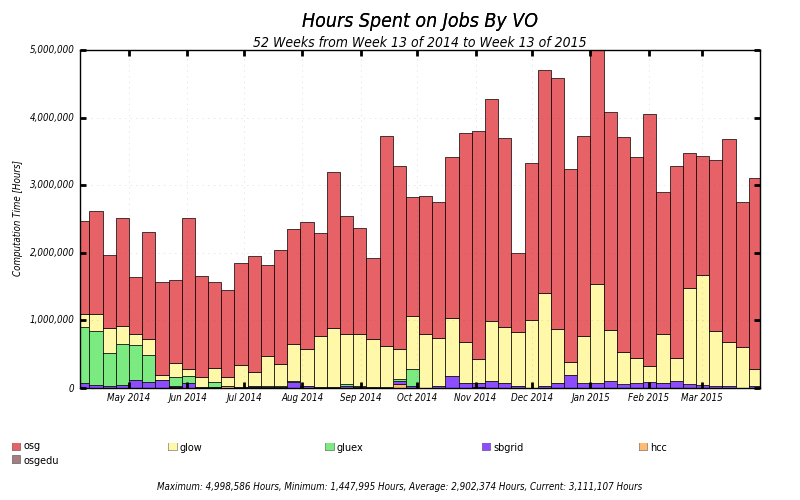 Hours Spent on Jobs By VO
52 Weeks from Week 13 of 2014 to Week 13 of 2015
Computation Time [Hours]
5,000,000
4,000,000
3,000,000
2,000,000
1,000,000
0
May 2014 Jun 2014 Jul 2014 Aug 2014 Sep 2014 Oct 2014 Nov 2014 Dec 2014 Jan 2015 Feb 2015 Mar 2015
osg glow gluex sbgrid hcc
osgedu
Maximum: 4,998,586 Hours, Minimum: 1,447,995 Hours, Average: 2,902,374 Hours, Current: 3,111,107 Hours